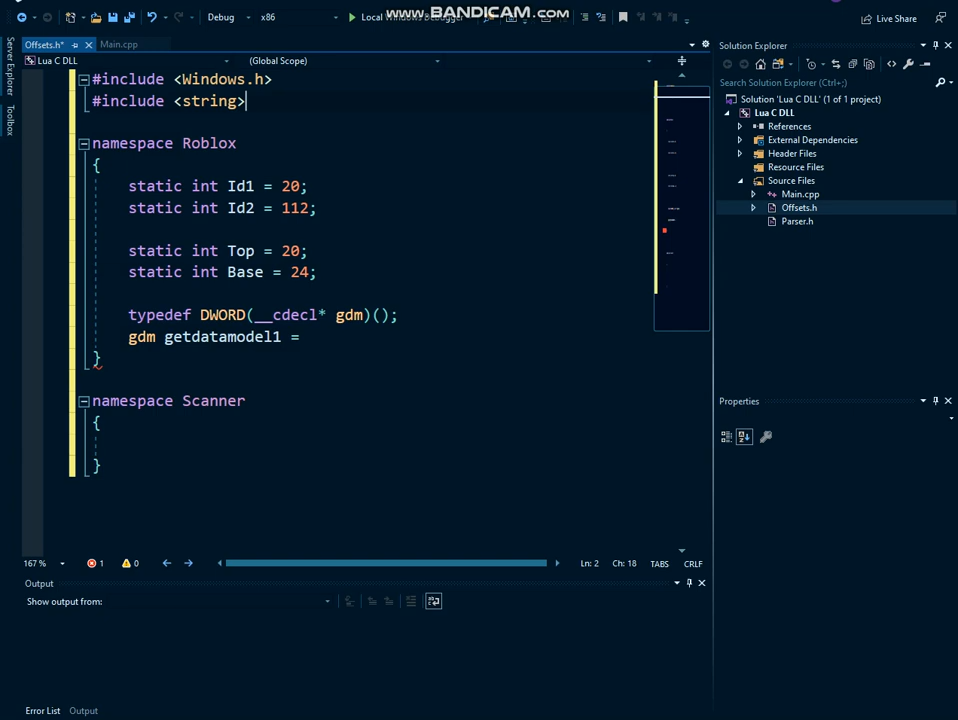 www.BANDICAM.com
Debug
x86
Local Windows Debugger
Live Share
Offsets.h*
Main.cpp
Lua C DLL
(Global Scope)
Server Explorer
Toolbox
#include <Windows.h>
#include <string>
namespace Roblox
{
static int Id1 = 20;
static int Id2 = 112;
static int Top = 20;
static int Base = 24;
typedef DWORD(__cdecl* gdm)();
gdm getdatamodel1 =
}
namespace Scanner
{
}
167 %
1
0
Ln: 2
Ch: 18
TABS
CRLF
Output
Show output from:
Error List
Output
Solution Explorer
Search Solution Explorer (Ctrl+;)
Solution 'Lua C DLL' (1 of 1 project)
Lua C DLL
References
External Dependencies
Header Files
Resource Files
Source Files
Main.cpp
Offsets.h
Parser.h
Properties